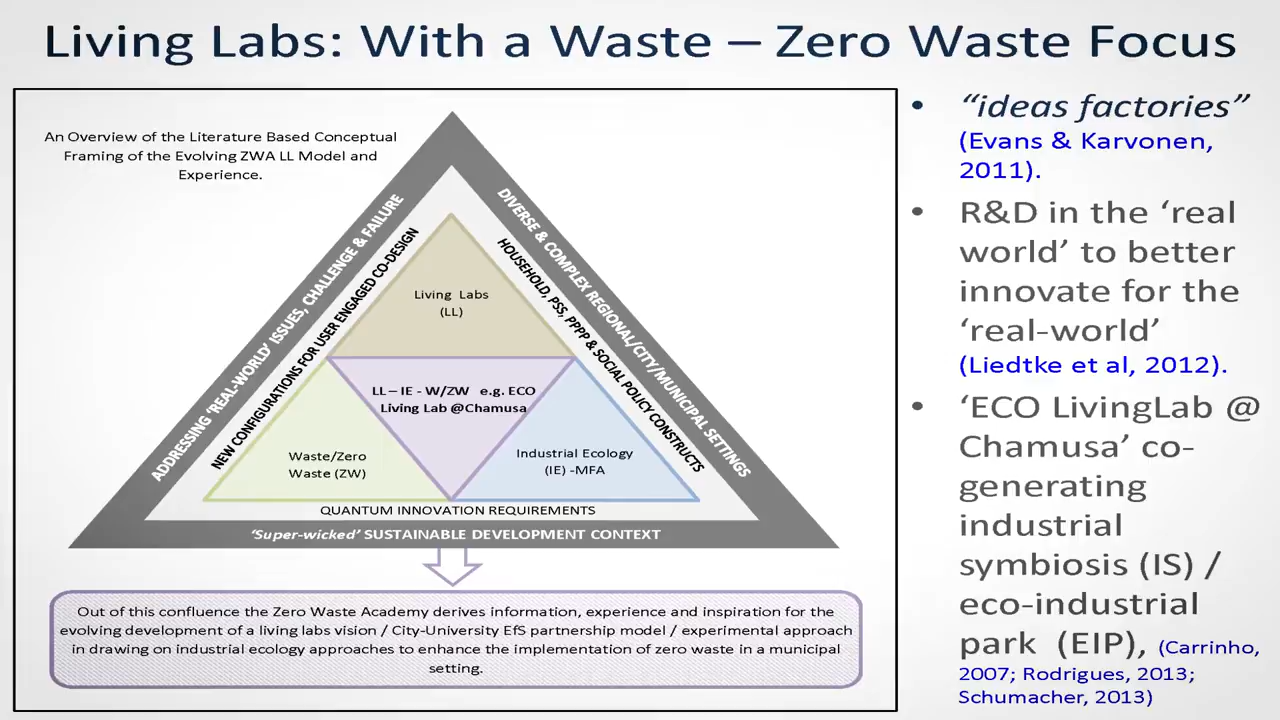 Living Labs: With a Waste – Zero Waste Focus
An Overview of the Literature Based Conceptual
Framing of the Evolving ZWA LL Model and
Experience.
ADDRESSING 'REAL-WORLD' ISSUES, CHALLENGE & FAILURE
NEW CONFIGURATIONS FOR USER ENGAGED CO-DESIGN
DIVERSE & COMPLEX REGIONAL/CITY/MUNICIPAL SETTINGS
HOUSEHOLD, PSS, PPPP & SOCIAL POLICY CONSTRUCTS
Living Labs
(LL)
LL – IE - W/ZW e.g. ECO
Living Lab @Chamusa
Waste/Zero
Waste (ZW)
Industrial Ecology
(IE) -MFA
QUANTUM INNOVATION REQUIREMENTS
'Super-wicked' SUSTAINABLE DEVELOPMENT CONTEXT
Out of this confluence the Zero Waste Academy derives information, experience and inspiration for the
evolving development of a living labs vision / City-University EfS partnership model / experimental approach
in drawing on industrial ecology approaches to enhance the implementation of zero waste in a municipal
setting.
• "ideas factories"
(Evans & Karvonen,
2011).
• R&D in the 'real
world' to better
innovate for the
'real-world'
(Liedtke et al, 2012).
• 'ECO LivingLab @
Chamusa' co-
generating
industrial
symbiosis (IS) /
eco-industrial
park (EIP), (Carrinho,
2007; Rodrigues, 2013;
Schumacher, 2013)